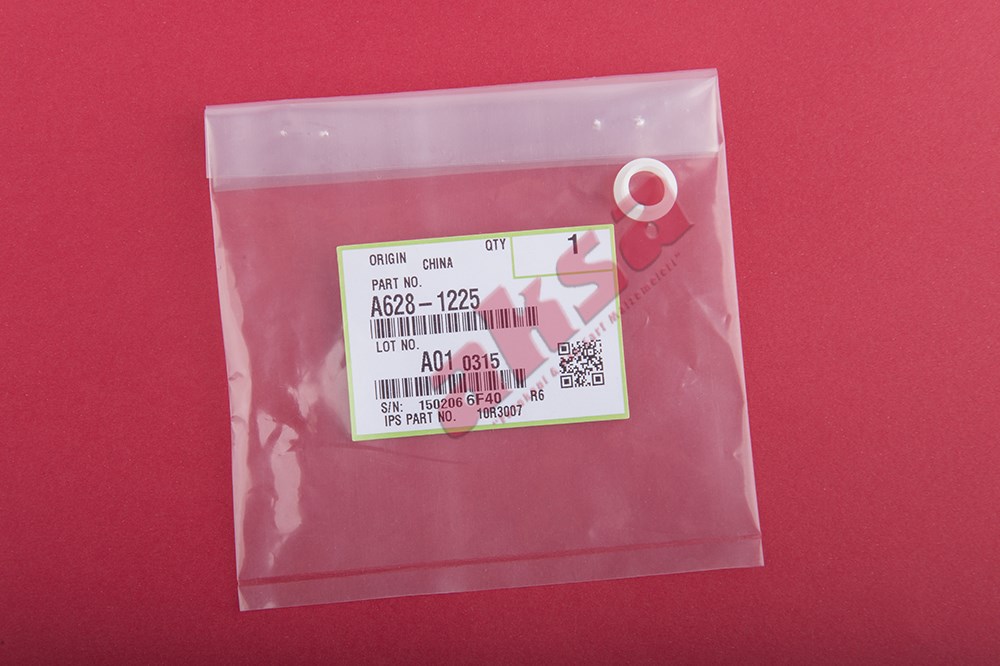 ORIGIN CHINA QTY 1
PART NO.
A628-1225
LOT NO.
A01 0315
S/N: 150206 6F40 R6
IPS PART NO. 10R3007
aksa